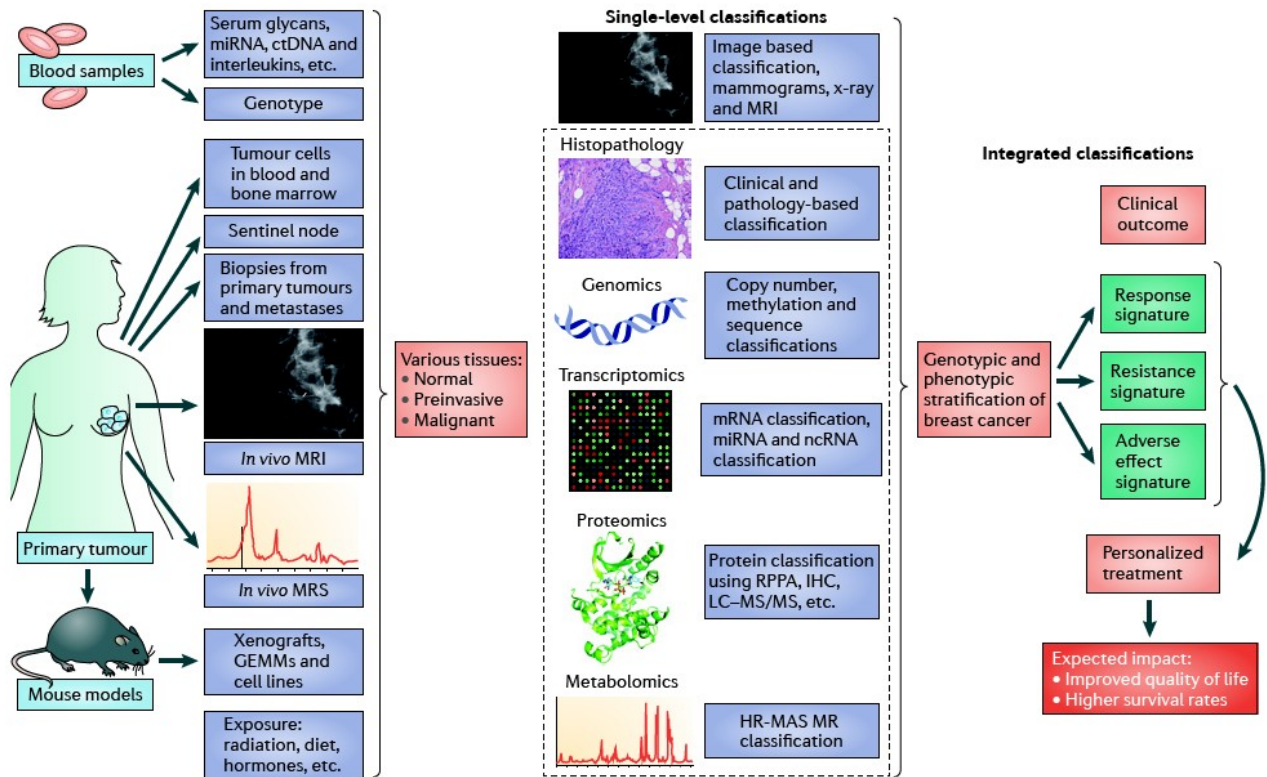 Blood samples
Serum glycans,
miRNA, ctDNA and
interleukins, etc.
Genotype
Tumour cells
in blood and
bone marrow
Sentinel node
Biopsies from
primary tumours
and metastases
In vivo MRI
In vivo MRS
Primary tumour
Mouse models
Xenografts,
GEMMs and
cell lines
Exposure:
radiation, diet,
hormones, etc.
Various tissues:
• Normal
• Preinvasive
• Malignant
Single-level classifications
Image based
classification,
mammograms, x-ray
and MRI
Histopathology
Clinical and
pathology-based
classification
Genomics
Copy number,
methylation and
sequence
classifications
Transcriptomics
mRNA classification,
miRNA and ncRNA
classification
Proteomics
Protein classification
using RPPA, IHC,
LC–MS/MS, etc.
Metabolomics
HR-MAS MR
classification
Integrated classifications
Clinical
outcome
Genotypic and
phenotypic
stratification of
breast cancer
Response
signature
Resistance
signature
Adverse
effect
signature
Personalized
treatment
Expected impact:
• Improved quality of life
• Higher survival rates